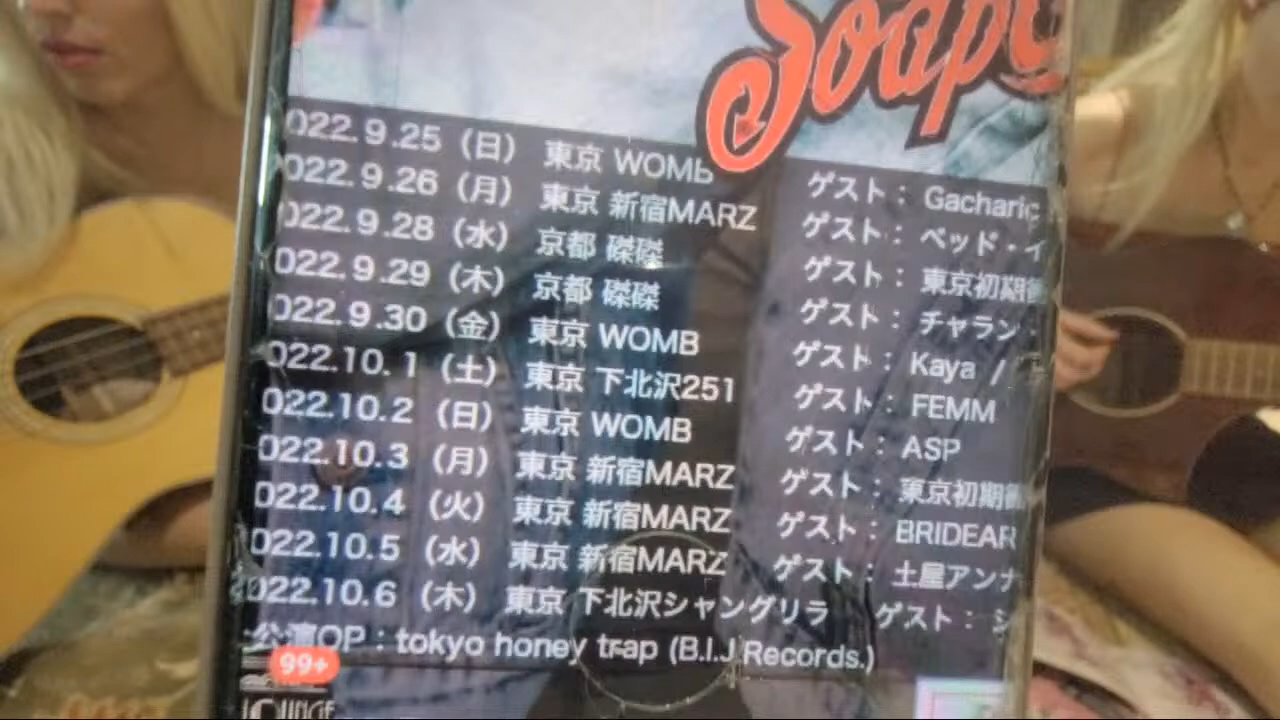 Soap
022.9.25（日） 東京 WOMB ゲスト： Gacharic
022.9.26（月） 東京 新宿MARZ ゲスト： ベッド・イ
022.9.28（水） 京都 磔磔 ゲスト： 東京初期
022.9.29（木） 京都 磔磔 ゲスト： チャラン・
022.9.30（金） 東京 WOMB ゲスト： Kaya /
022.10.1（土） 東京 下北沢251 ゲスト： FEMM
022.10.2（日） 東京 WOMB ゲスト： ASP
022.10.3（月） 東京 新宿MARZ ゲスト： 東京初期
022.10.4（火） 東京 新宿MARZ ゲスト： BRIDEAR
022.10.5（水） 東京 新宿MARZ ゲスト： 土屋アンナ
2022.10.6（木） 東京 下北沢シャングリラ ゲスト： シ
公演OP：tokyo honey trap (B.I.J Records.)
99+
LOUNGE